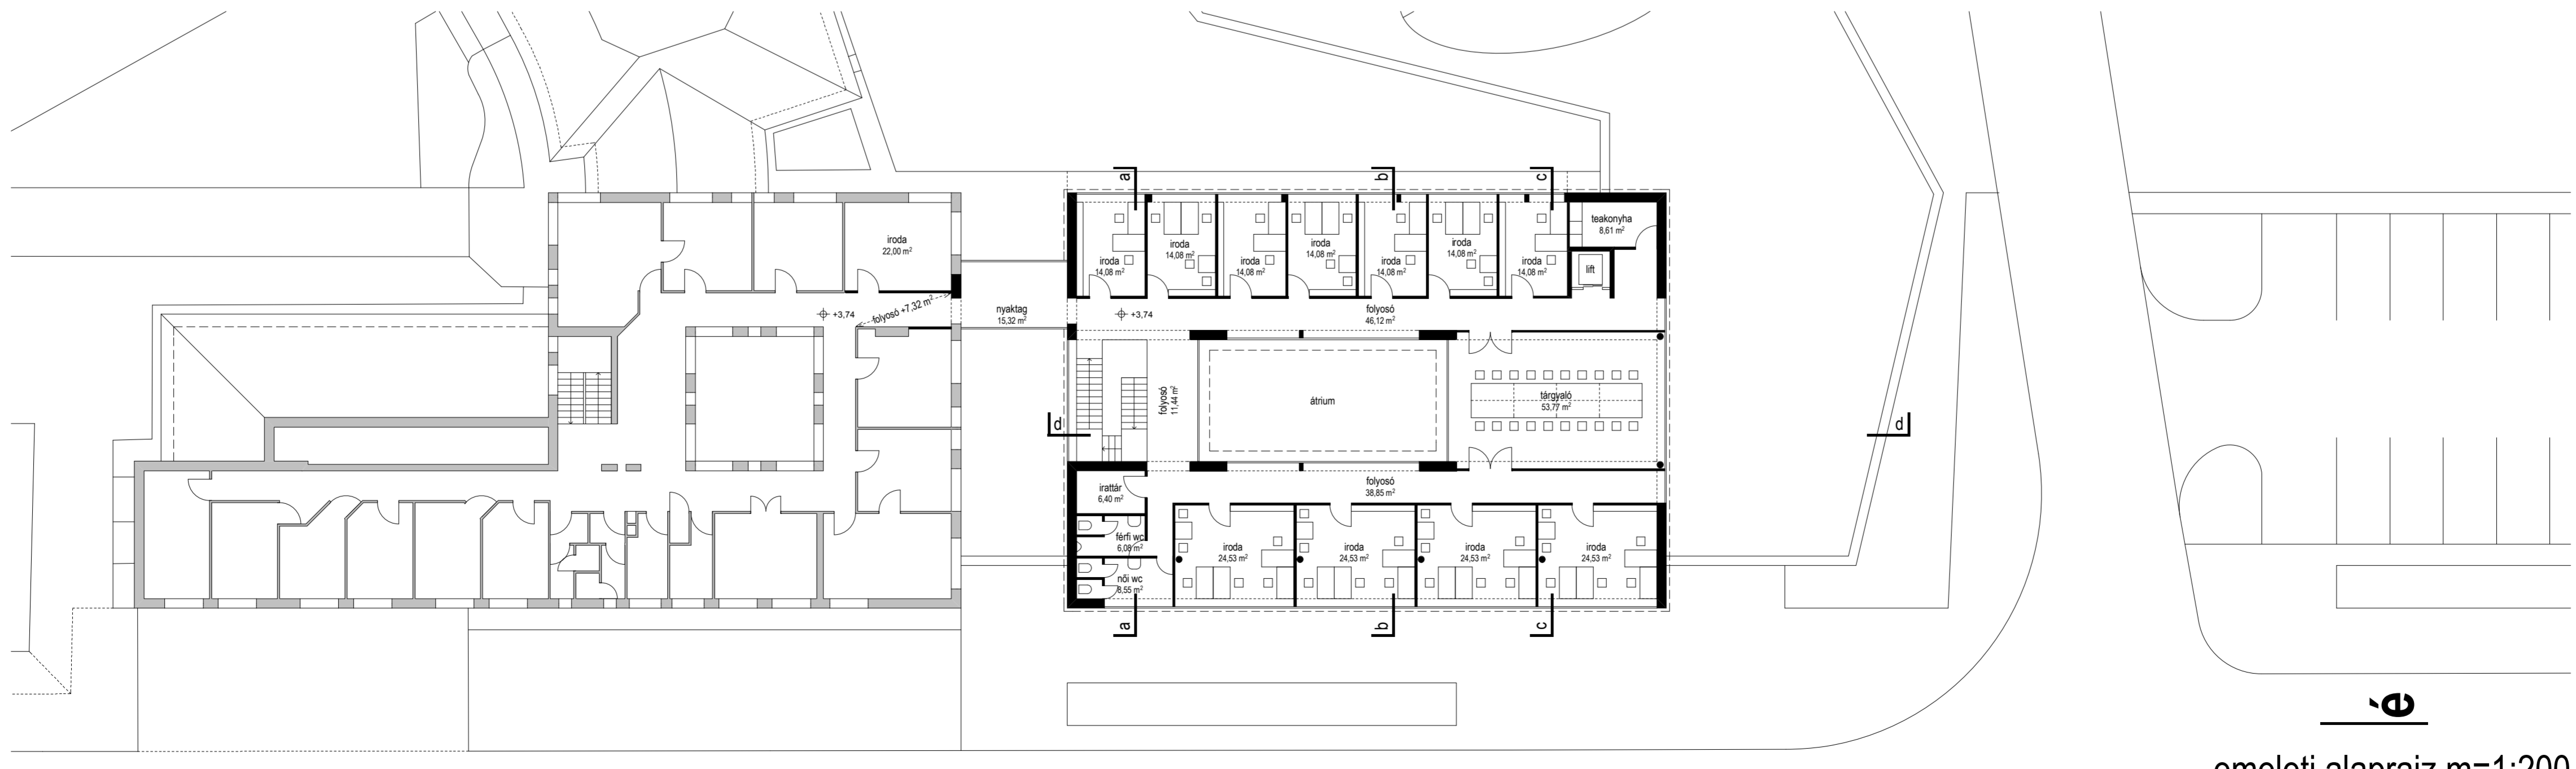 a
b
c
iroda
22,00 m²
folyosó +7,32 m²
+3,74
nyaktag
15,32 m²
+3,74
iroda
14,08 m²
iroda
14,08 m²
iroda
14,08 m²
iroda
14,08 m²
iroda
14,08 m²
iroda
14,08 m²
iroda
14,08 m²
teakonyha
8,61 m²
lift
folyosó
46,12 m²
folyosó
11,44 m²
átrium
tárgyaló
53,77 m²
d
d
irattár
6,40 m²
folyosó
38,85 m²
férfi wc
6,08 m²
női wc
8,55 m²
iroda
24,53 m²
iroda
24,53 m²
iroda
24,53 m²
iroda
24,53 m²
a
b
c
é
emeleti alaprajz m=1:200